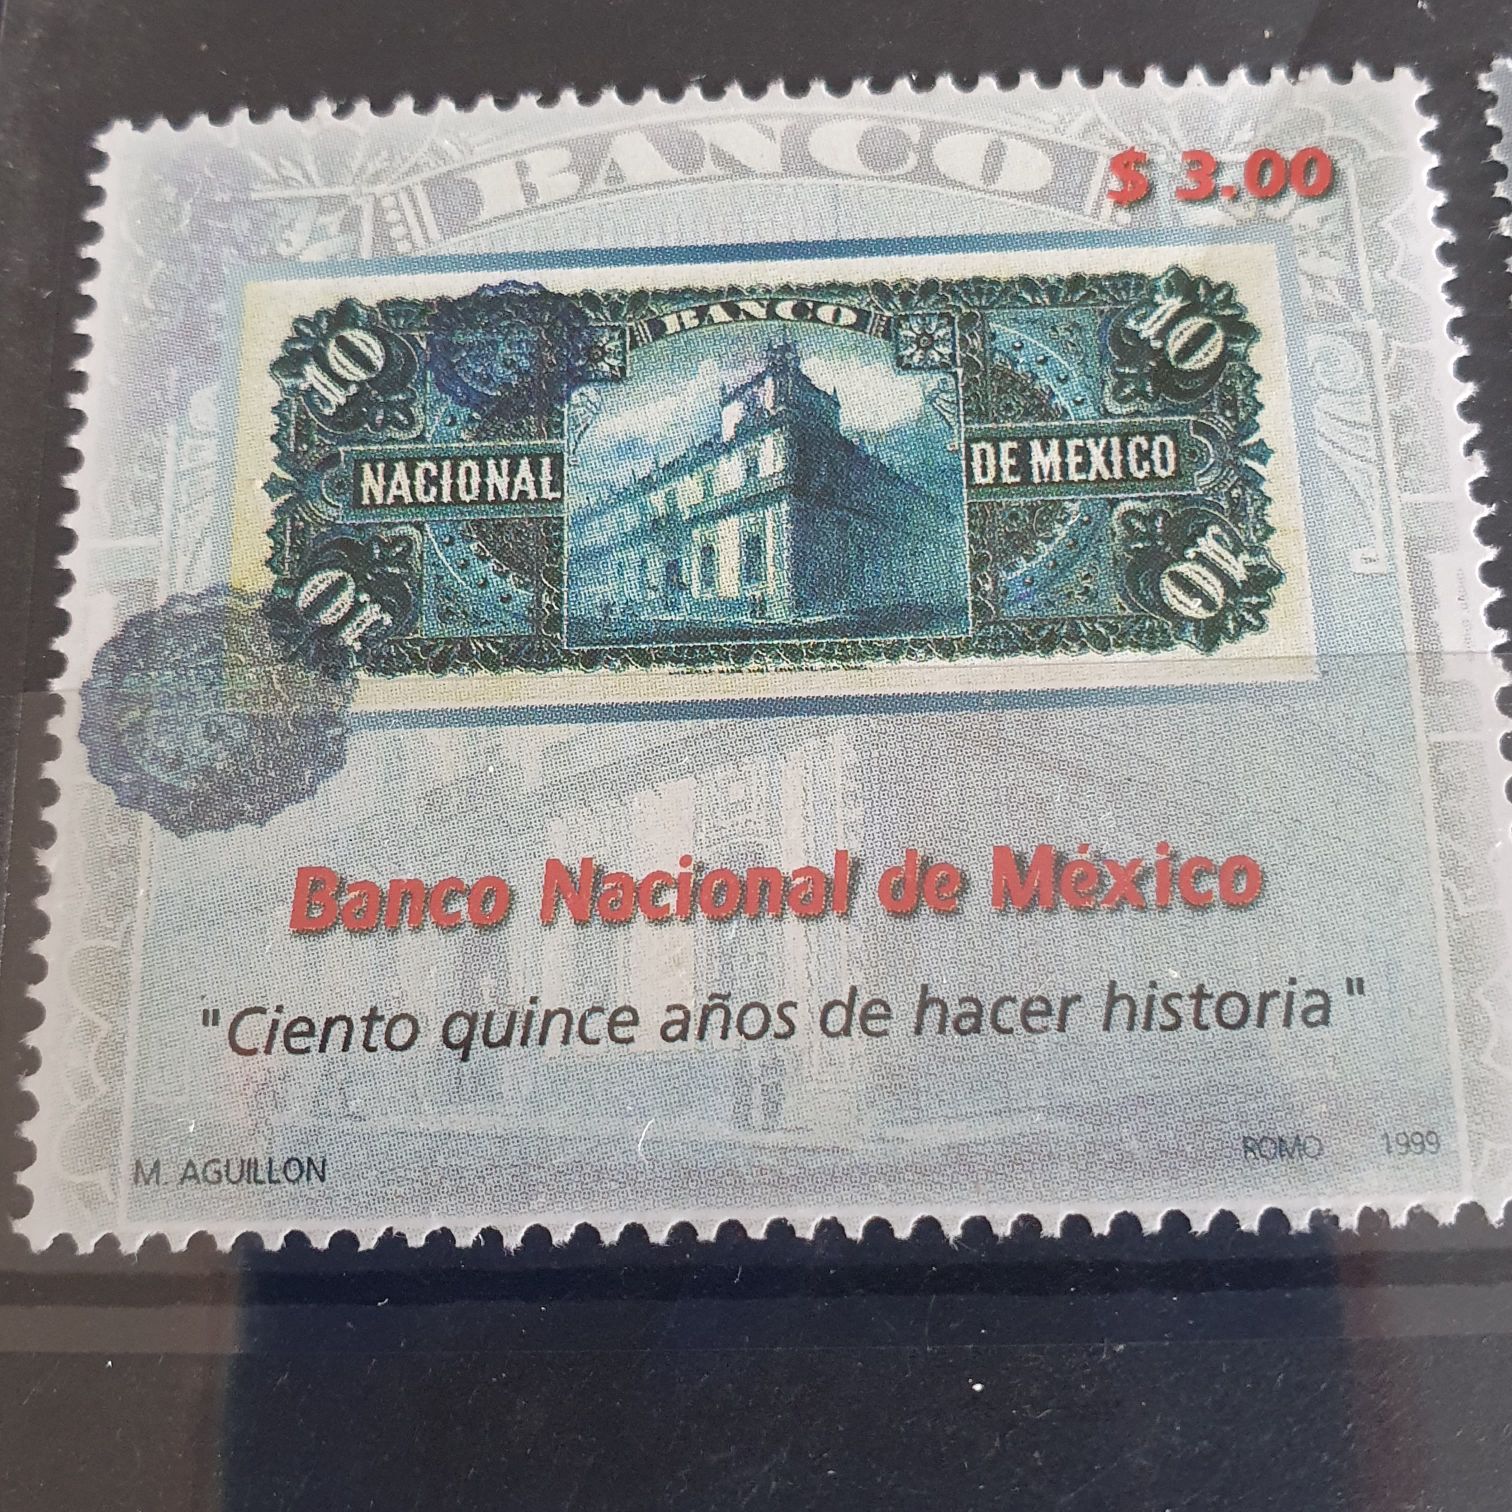 BANCO
$ 3.00
10 BANCO 10
NACIONAL DE MEXICO
10 10
Banco Nacional de México
"Ciento quince años de hacer historia"
M. AGUILLON ROMO 1999